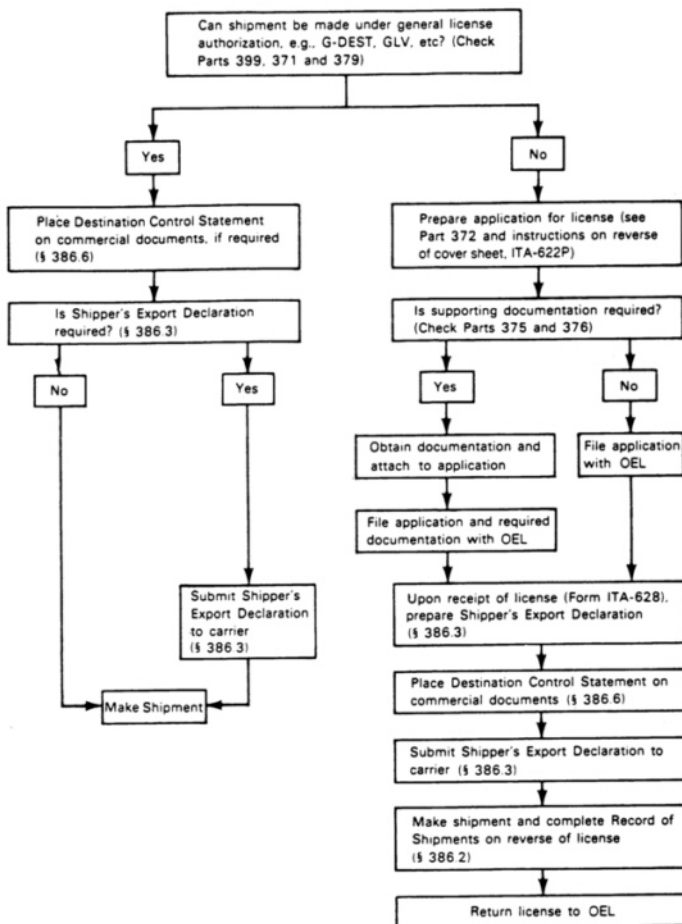 Can shipment be made under general license
authorization, e.g., G-DEST, GLV, etc? (Check
Parts 399, 371 and 379)
Yes
No
Place Destination Control Statement
on commercial documents, if required
(§ 386.6)
Is Shipper's Export Declaration
required? (§ 386.3)
No
Yes
Submit Shipper's
Export Declaration
to carrier
(§ 386.3)
Make Shipment
Prepare application for license (see
Part 372 and instructions on reverse
of cover sheet, ITA-622P)
Is supporting documentation required?
(Check Parts 375 and 376)
Yes
No
Obtain documentation and
attach to application
File application
with OEL
File application and required
documentation with OEL
Upon receipt of license (Form ITA-628),
prepare Shipper's Export Declaration
(§ 386.3)
Place Destination Control Statement on
commercial documents (§ 386.6)
Submit Shipper's Export Declaration to
carrier (§ 386.3)
Make shipment and complete Record of
Shipments on reverse of license
(§ 386.2)
Return license to OEL